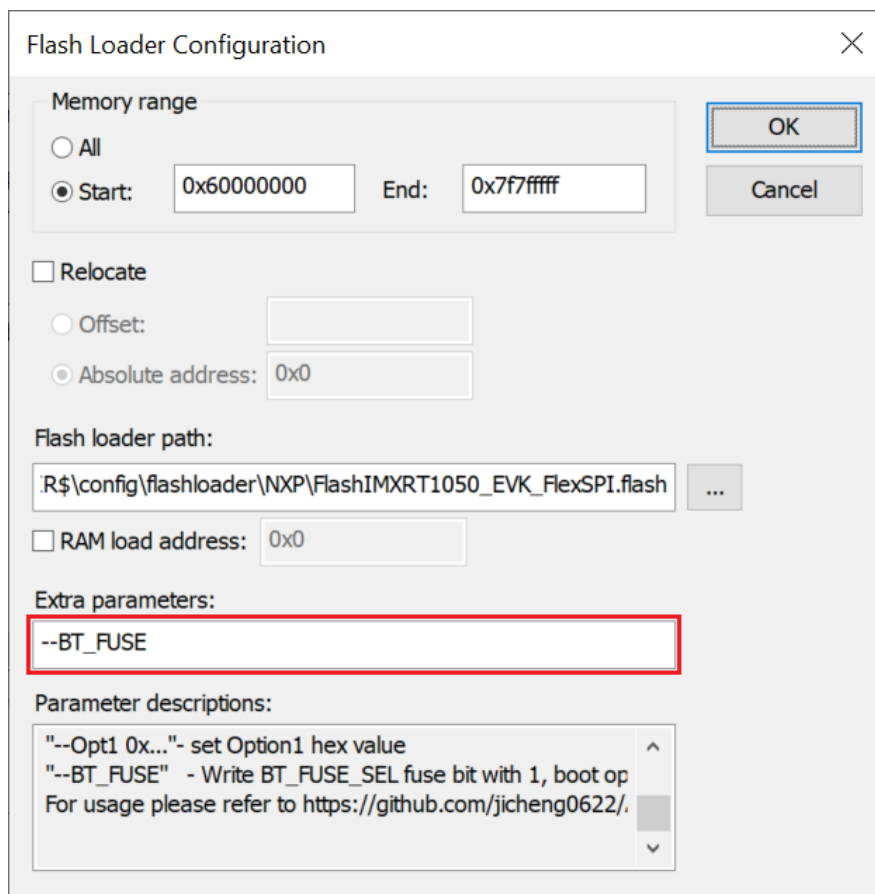 Flash Loader Configuration
Memory range
All
OK
Start: 0x60000000 End: 0x7f7fffff
Cancel
Relocate
Offset:
Absolute address: 0x0
Flash loader path:
:R$\config\flashloader\NXP\FlashIMXRT1050_EVK_FlexSPI.flash ...
RAM load address: 0x0
Extra parameters:
--BT_FUSE
Parameter descriptions:
"--Opt1 0x..."- set Option1 hex value
"--BT_FUSE" - Write BT_FUSE_SEL fuse bit with 1, boot op
For usage please refer to https://github.com/jicheng0622/